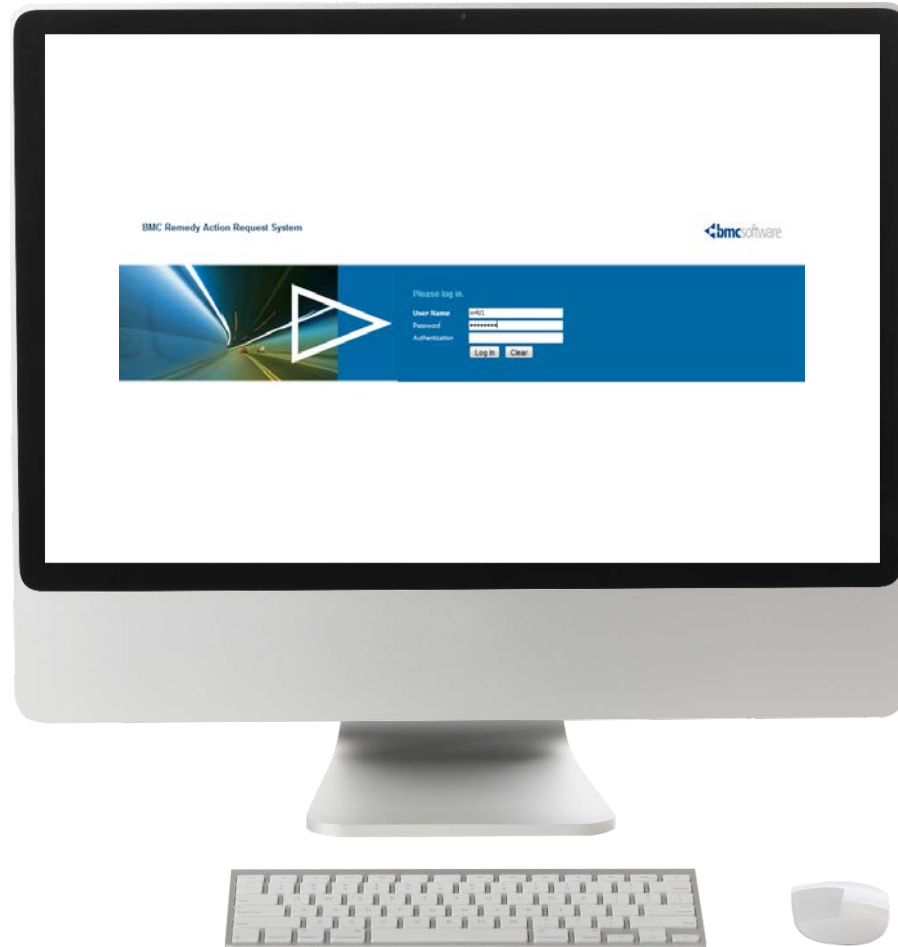 BMC Remedy Action Request System
bmcsoftware
Please log in.
User Name
Password ********
Authentication
Log In Clear